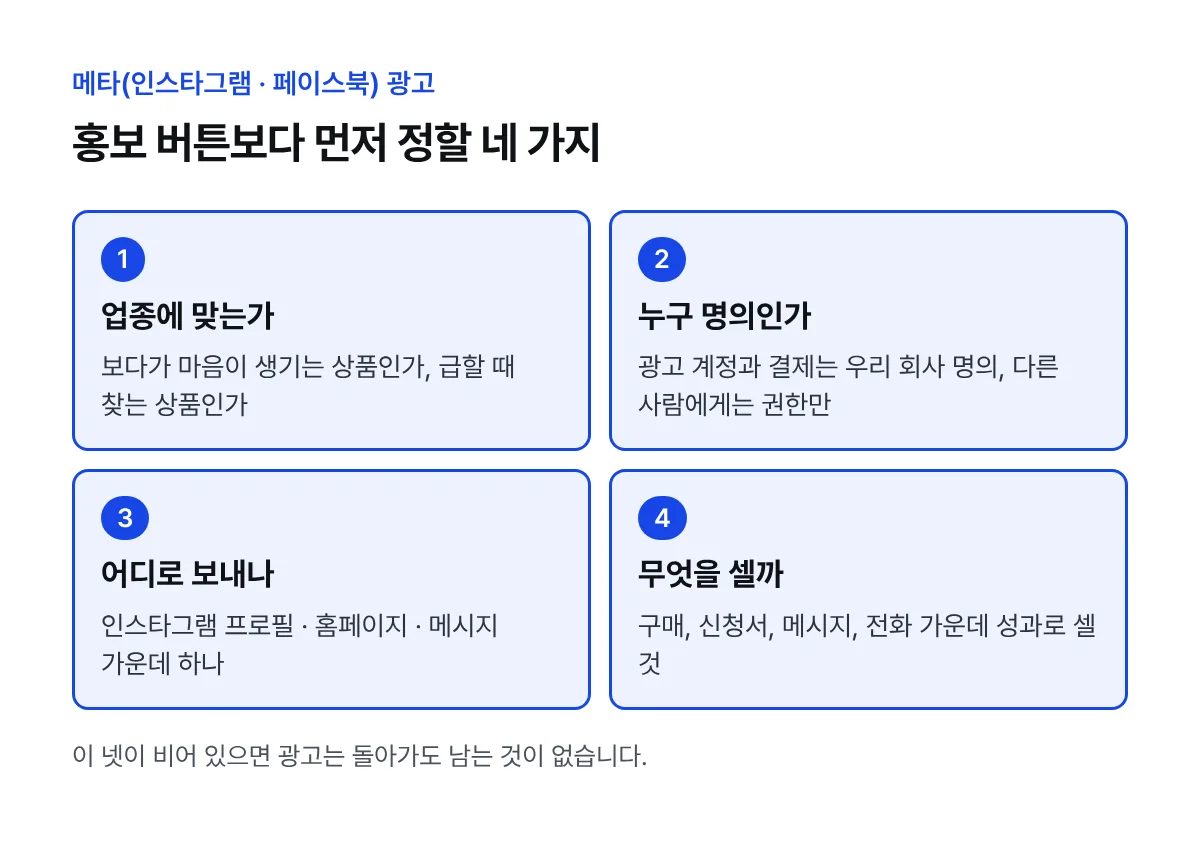 메타(인스타그램 · 페이스북) 광고
홍보 버튼보다 먼저 정할 네 가지
1
업종에 맞는가
보다가 마음이 생기는 상품인가, 급할 때
찾는 상품인가
2
누구 명의인가
광고 계정과 결제는 우리 회사 명의, 다른
사람에게는 권한만
3
어디로 보내나
인스타그램 프로필 · 홈페이지 · 메시지
가운데 하나
4
무엇을 셀까
구매, 신청서, 메시지, 전화 가운데 성과로 셀
것
이 넷이 비어 있으면 광고는 돌아가도 남는 것이 없습니다.